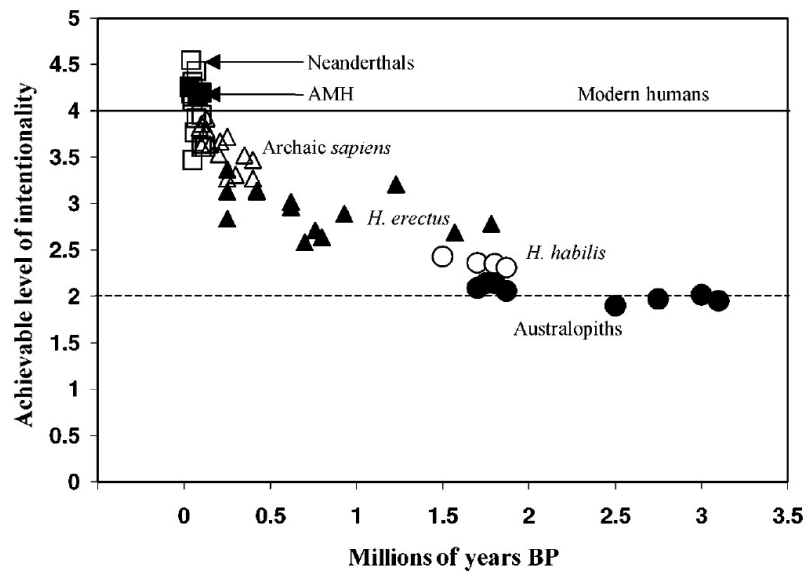 5
4.5
4
3.5
3
2.5
2
1.5
1
0.5
0
Achievable level of intentionality
Neanderthals
AMH
Modern humans
Archaic sapiens
H. erectus
H. habilis
Australopiths
0 0.5 1 1.5 2 2.5 3 3.5
Millions of years BP